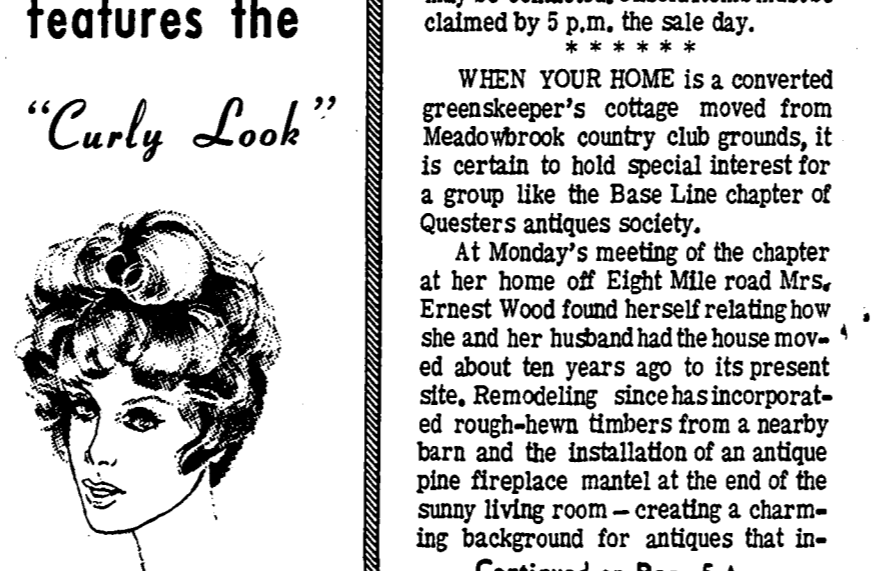 features the
“Curly Look”
claimed by 5 p.m. the sale day.
* * * * * *
WHEN YOUR HOME is a converted
greenskeeper’s cottage moved from
Meadowbrook country club grounds, it
is certain to hold special interest for
a group like the Base Line chapter of
Questers antiques society.
At Monday’s meeting of the chapter
at her home off Eight Mile road Mrs.
Ernest Wood found herself relating how
she and her husband had the house mov-
ed about ten years ago to its present
site. Remodeling since has incorporat-
ed rough-hewn timbers from a nearby
barn and the installation of an antique
pine fireplace mantel at the end of the
sunny living room — creating a charm-
ing background for antiques that in-